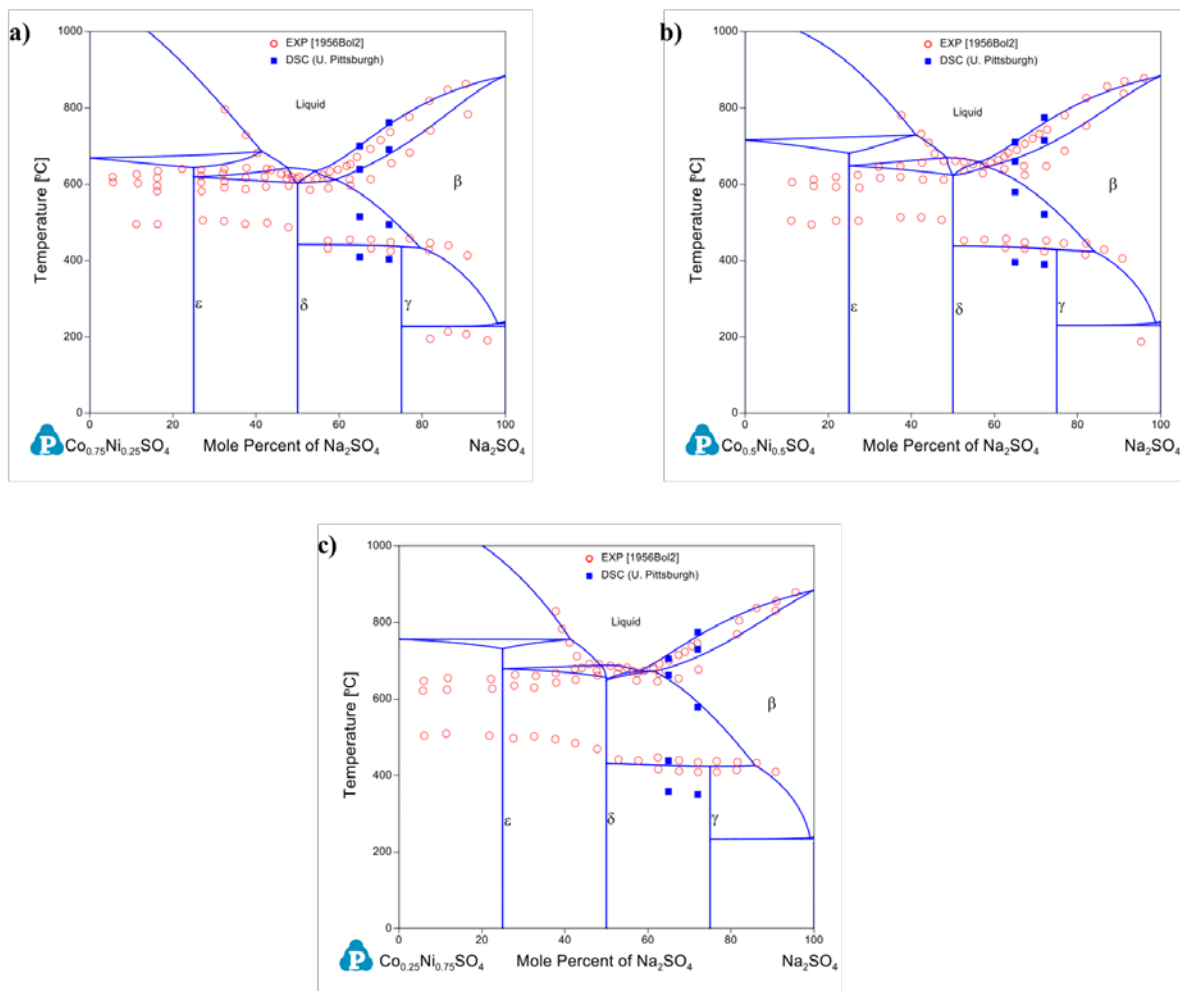 a)
EXP [1956Bol2]
DSC (U. Pittsburgh)
Liquid
β
ε
δ
γ
Temperature [ºC]
1000
800
600
400
200
0
0 20 40 60 80 100
P
Co0.75Ni0.25SO4
Mole Percent of Na2SO4
Na2SO4
b)
EXP [1956Bol2]
DSC (U. Pittsburgh)
Liquid
β
ε
δ
γ
Temperature [ºC]
1000
800
600
400
200
0
0 20 40 60 80 100
P
Co0.5Ni0.5SO4
Mole Percent of Na2SO4
Na2SO4
c)
EXP [1956Bol2]
DSC (U. Pittsburgh)
Liquid
β
ε
δ
γ
Temperature [ºC]
1000
800
600
400
200
0
0 20 40 60 80 100
P
Co0.25Ni0.75SO4
Mole Percent of Na2SO4
Na2SO4